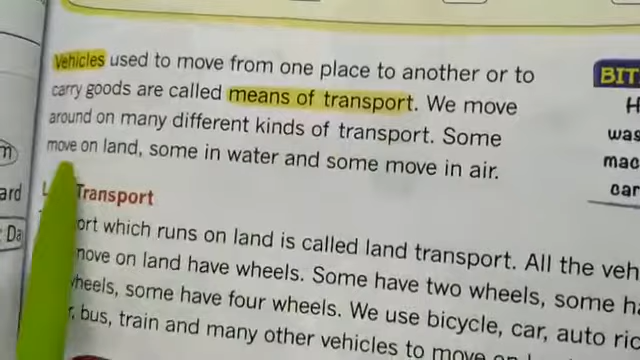 Vehicles used to move from one place to another or to
carry goods are called means of transport. We move
around on many different kinds of transport. Some
move on land, some in water and some move in air.
Transport
which runs on land is called land transport. All the
move on land have wheels. Some have two wheels, some
wheels, some have four wheels. We use bicycle, car, auto
bus, train and many other vehicles to move on
BIT
H
was
mac
car
m
ard
Da